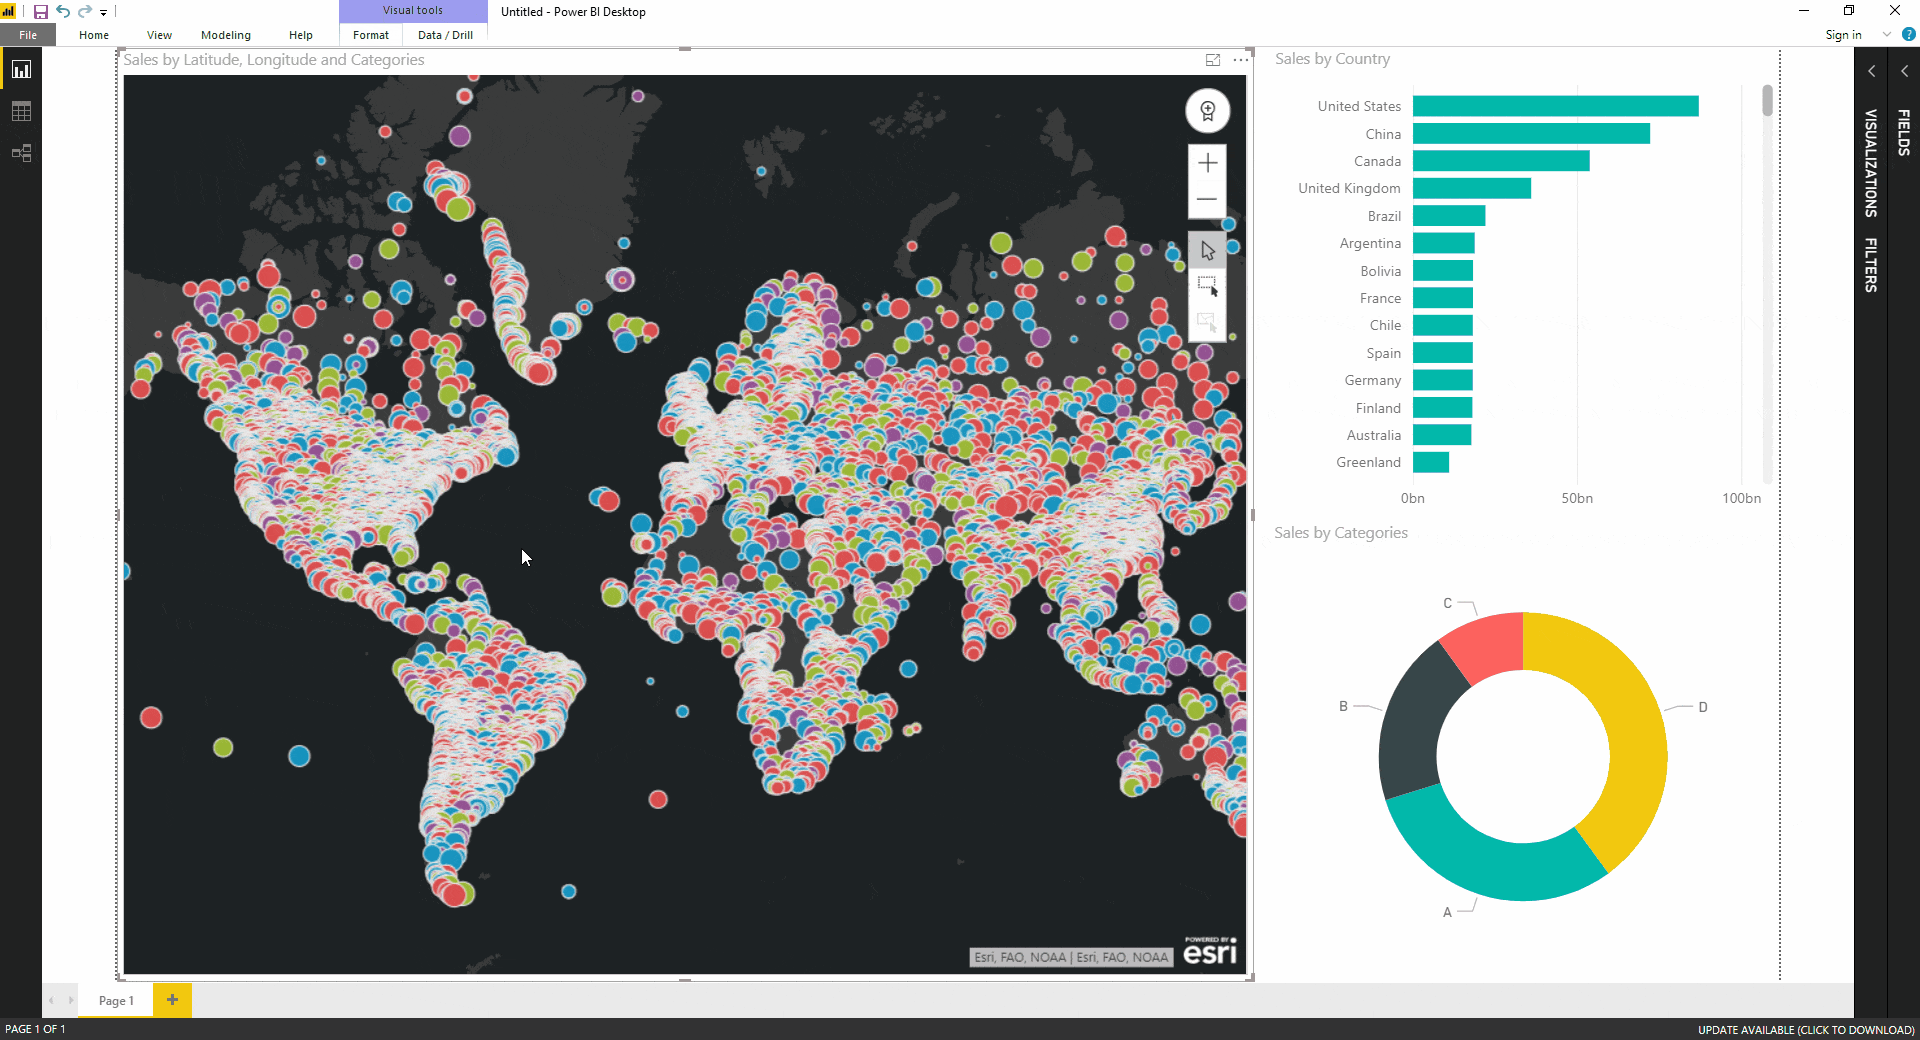 Visual tools
Untitled - Power BI Desktop
File
Home
View
Modeling
Help
Format
Data / Drill
Sign in
?
Sales by Latitude, Longitude and Categories
Esri, FAO, NOAA | Esri, FAO, NOAA
POWERED BY
esri
Sales by Country
United States
China
Canada
United Kingdom
Brazil
Argentina
Bolivia
France
Chile
Spain
Germany
Finland
Australia
Greenland
0bn
50bn
100bn
Sales by Categories
C
B
D
A
VISUALIZATIONS
FILTERS
FIELDS
Page 1
+
PAGE 1 OF 1
UPDATE AVAILABLE (CLICK TO DOWNLOAD)